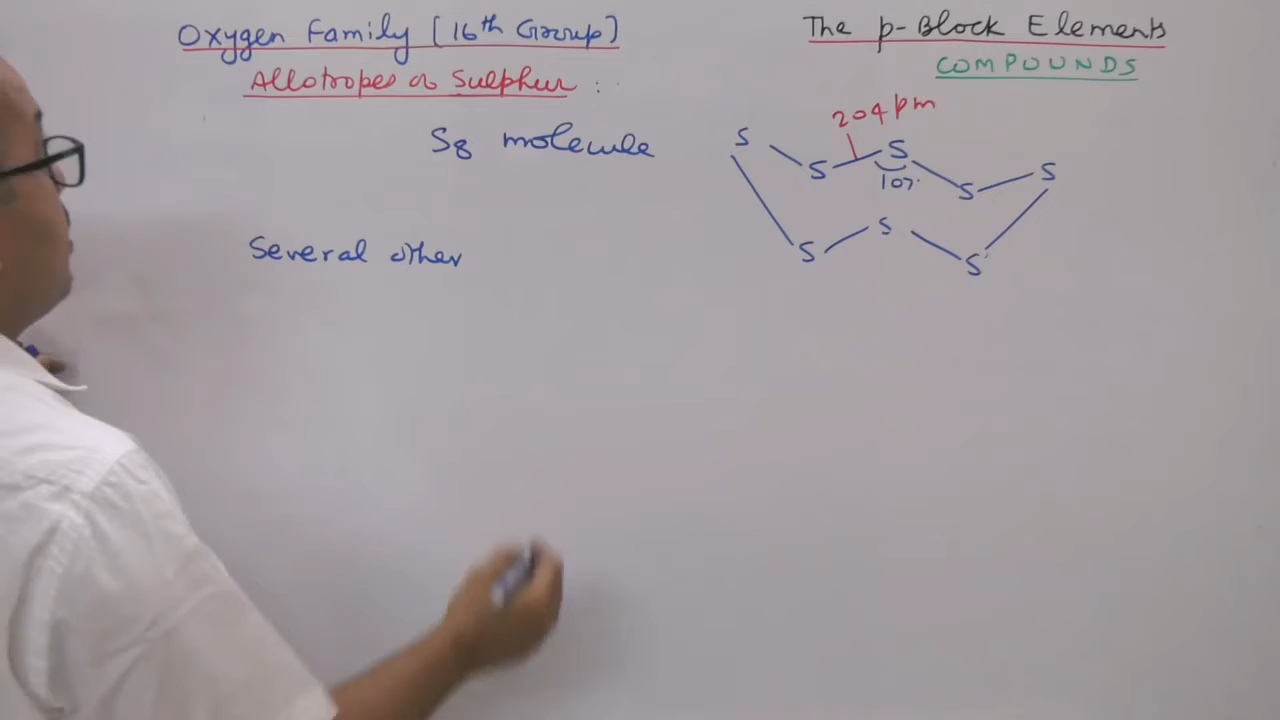 Oxygen Family (16th Group)
Allotropes of Sulphur :
The p-Block Elements
COMPOUNDS
S8 molecule
204 pm
S S S S S
107°
S S S
Several other